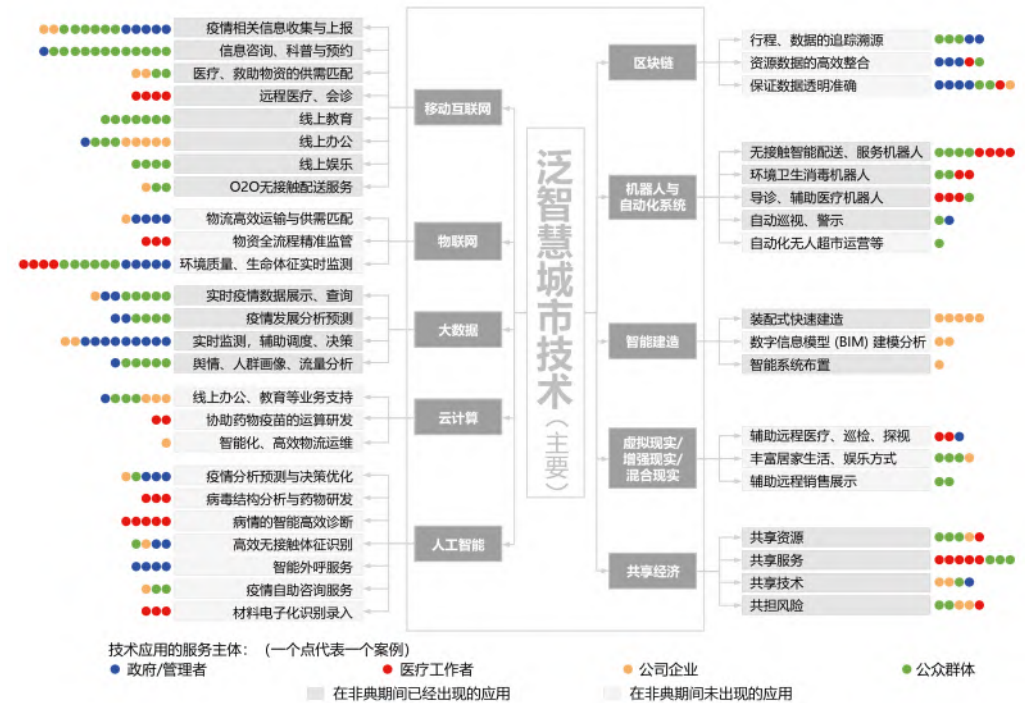 疫情相关信息收集与上报
信息咨询、科普与预约
医疗、救助物资的供需匹配
远程医疗、会诊
线上教育
线上办公
线上娱乐
O2O无接触配送服务
移动互联网
物流高效运输与供需匹配
物资全流程精准监管
环境质量、生命体征实时监测
物联网
实时疫情数据展示、查询
疫情发展分析预测
实时监测，辅助调度、决策
舆情、人群画像、流量分析
大数据
线上办公、教育等业务支持
协助药物疫苗的运算研发
智能化、高效物流运维
云计算
疫情分析预测与决策优化
病毒结构分析与药物研发
病情的智能高效诊断
高效无接触体征识别
智能外呼服务
疫情自助咨询服务
材料电子化识别录入
人工智能
泛智慧城市技术（主要）
区块链
行程、数据的追踪溯源
资源数据的高效整合
保证数据透明准确
机器人与
自动化系统
无接触智能配送、服务机器人
环境卫生消毒机器人
导诊、辅助医疗机器人
自动巡视、警示
自动化无人超市运营等
智能建造
装配式快速建造
数字信息模型 (BIM) 建模分析
智能系统布置
虚拟现实/
增强现实/
混合现实
辅助远程医疗、巡检、探视
丰富居家生活、娱乐方式
辅助远程销售展示
共享经济
共享资源
共享服务
共享技术
共担风险
技术应用的服务主体：（一个点代表一个案例）
政府/管理者 医疗工作者 公司企业 公众群体
在非典期间已经出现的应用 在非典期间未出现的应用